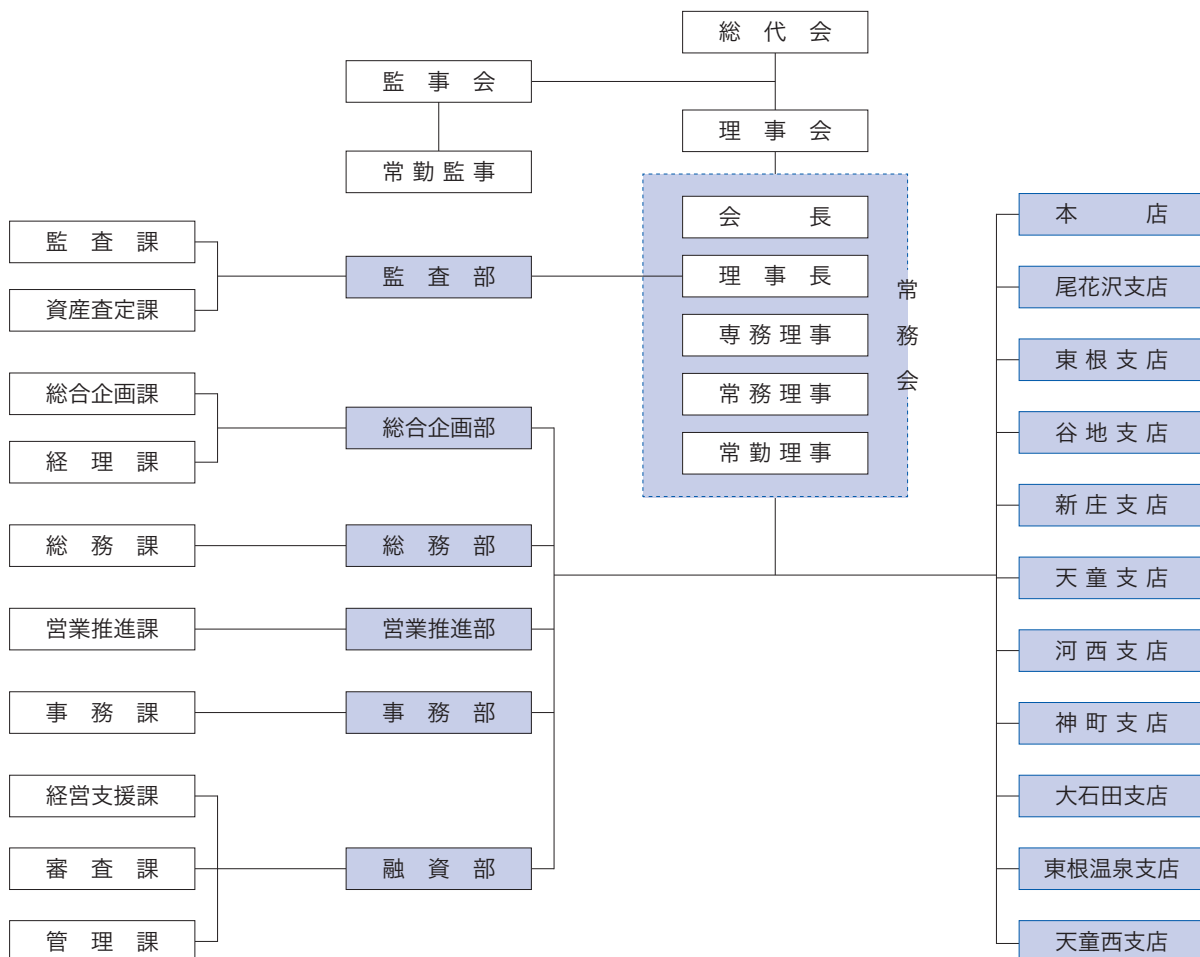 総代会
監事会
理事会
常勤監事
会長
理事長
専務理事
常務理事
常勤理事
常務会
監査課
資産査定課
監査部
総合企画課
経理課
総合企画部
総務課
総務部
営業推進課
営業推進部
事務課
事務部
経営支援課
審査課
管理課
融資部
本店
尾花沢支店
東根支店
谷地支店
新庄支店
天童支店
河西支店
神町支店
大石田支店
東根温泉支店
天童西支店